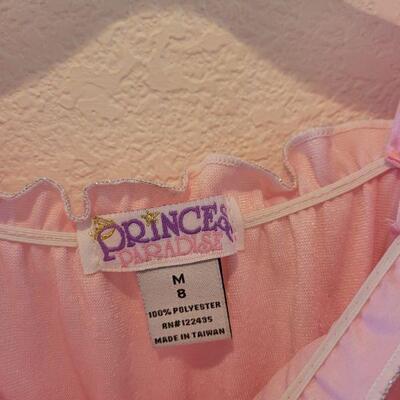 PRINCESS
PARADISE
M
8
100% POLYESTER
RN#122435
MADE IN TAIWAN